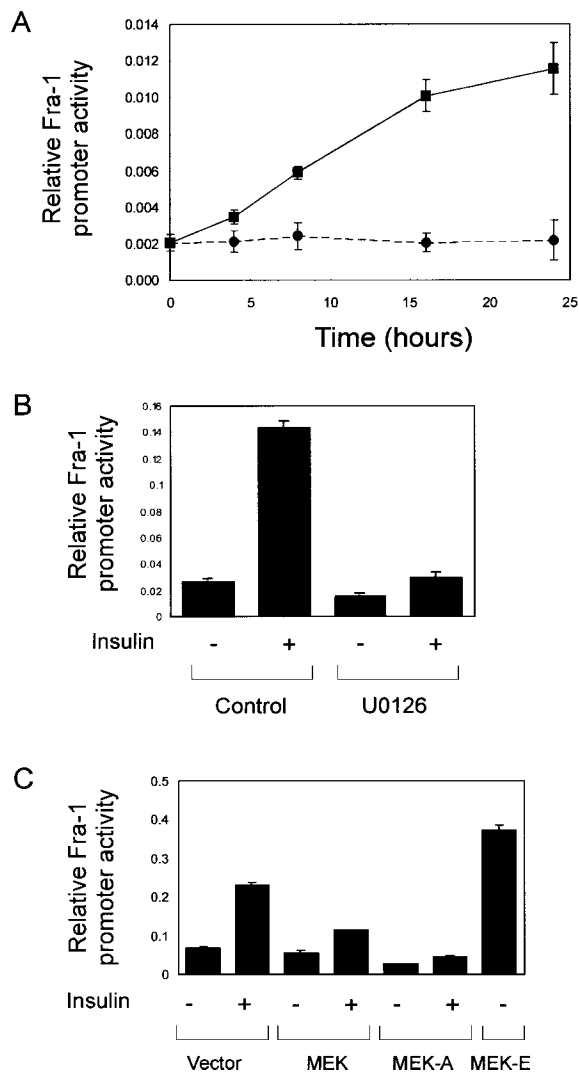 A
Relative Fra-1
promoter activity
0.014
0.012
0.010
0.008
0.006
0.004
0.002
0.000
0 5 10 15 20 25
Time (hours)
B
Relative Fra-1
promoter activity
0.16
0.14
0.12
0.1
0.08
0.06
0.04
0.02
0
Insulin - + - +
Control U0126
C
Relative Fra-1
promoter activity
0.5
0.4
0.3
0.2
0.1
0
Insulin - + - + - + -
Vector MEK MEK-A MEK-E